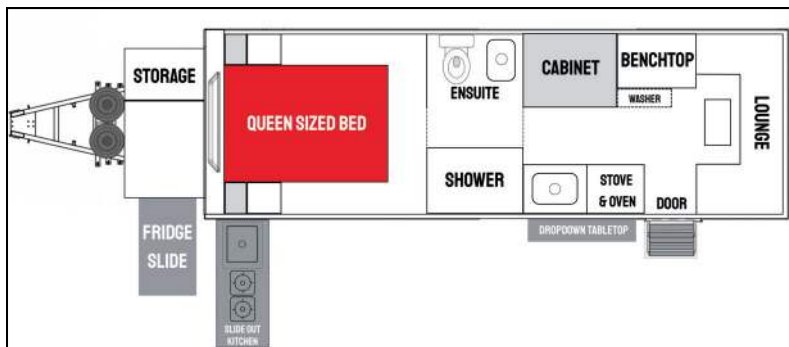 STORAGE
QUEEN SIZED BED
ENSUITE
CABINET
BENCHTOP
WASHER
LOUNGE
SHOWER
STOVE
& OVEN
DOOR
FRIDGE
SLIDE
DROPDOWN TABLETOP
SLIDE OUT
KITCHEN